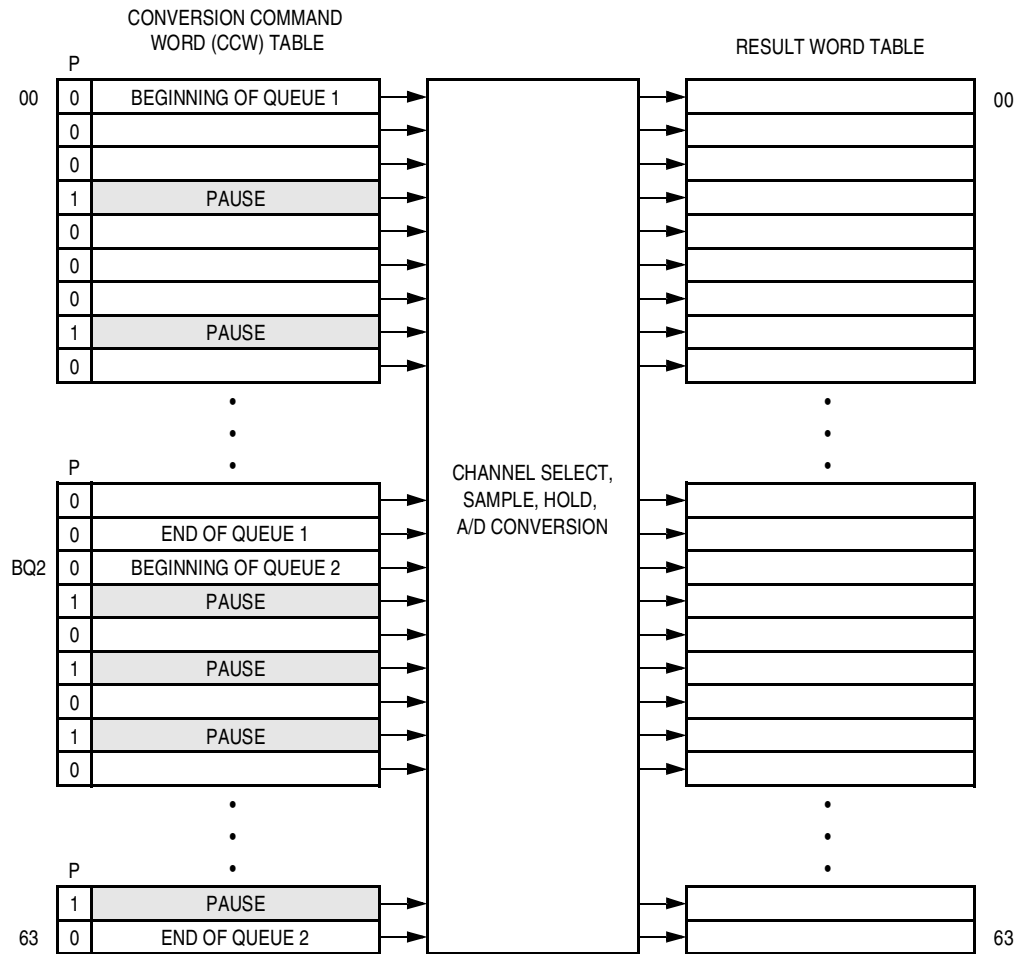 CONVERSION COMMAND
WORD (CCW) TABLE
RESULT WORD TABLE
P
00 0 BEGINNING OF QUEUE 1 00
0
0
1 PAUSE
0
0
0
1 PAUSE
0
P
0
0 END OF QUEUE 1
BQ2 0 BEGINNING OF QUEUE 2
1 PAUSE
0
1 PAUSE
0
1 PAUSE
0
CHANNEL SELECT,
SAMPLE, HOLD,
A/D CONVERSION
P
1 PAUSE
63 0 END OF QUEUE 2 63